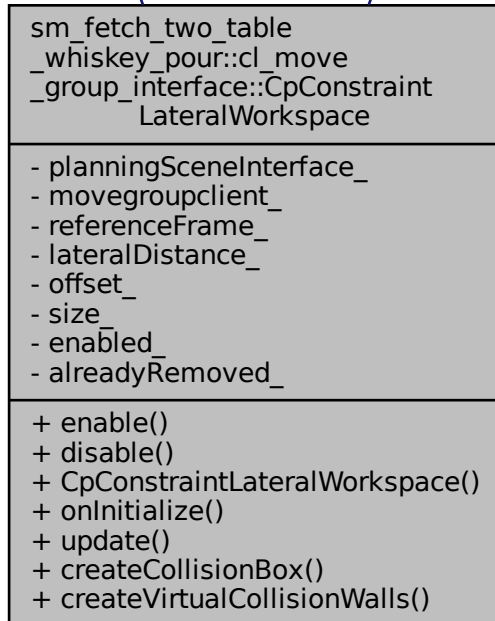 sm_fetch_two_table
_whiskey_pour::cl_move
_group_interface::CpConstraint
LateralWorkspace
- planningSceneInterface_
- movegroupclient_
- referenceFrame_
- lateralDistance_
- offset_
- size_
- enabled_
- alreadyRemoved_
+ enable()
+ disable()
+ CpConstraintLateralWorkspace()
+ onInitialize()
+ update()
+ createCollisionBox()
+ createVirtualCollisionWalls()